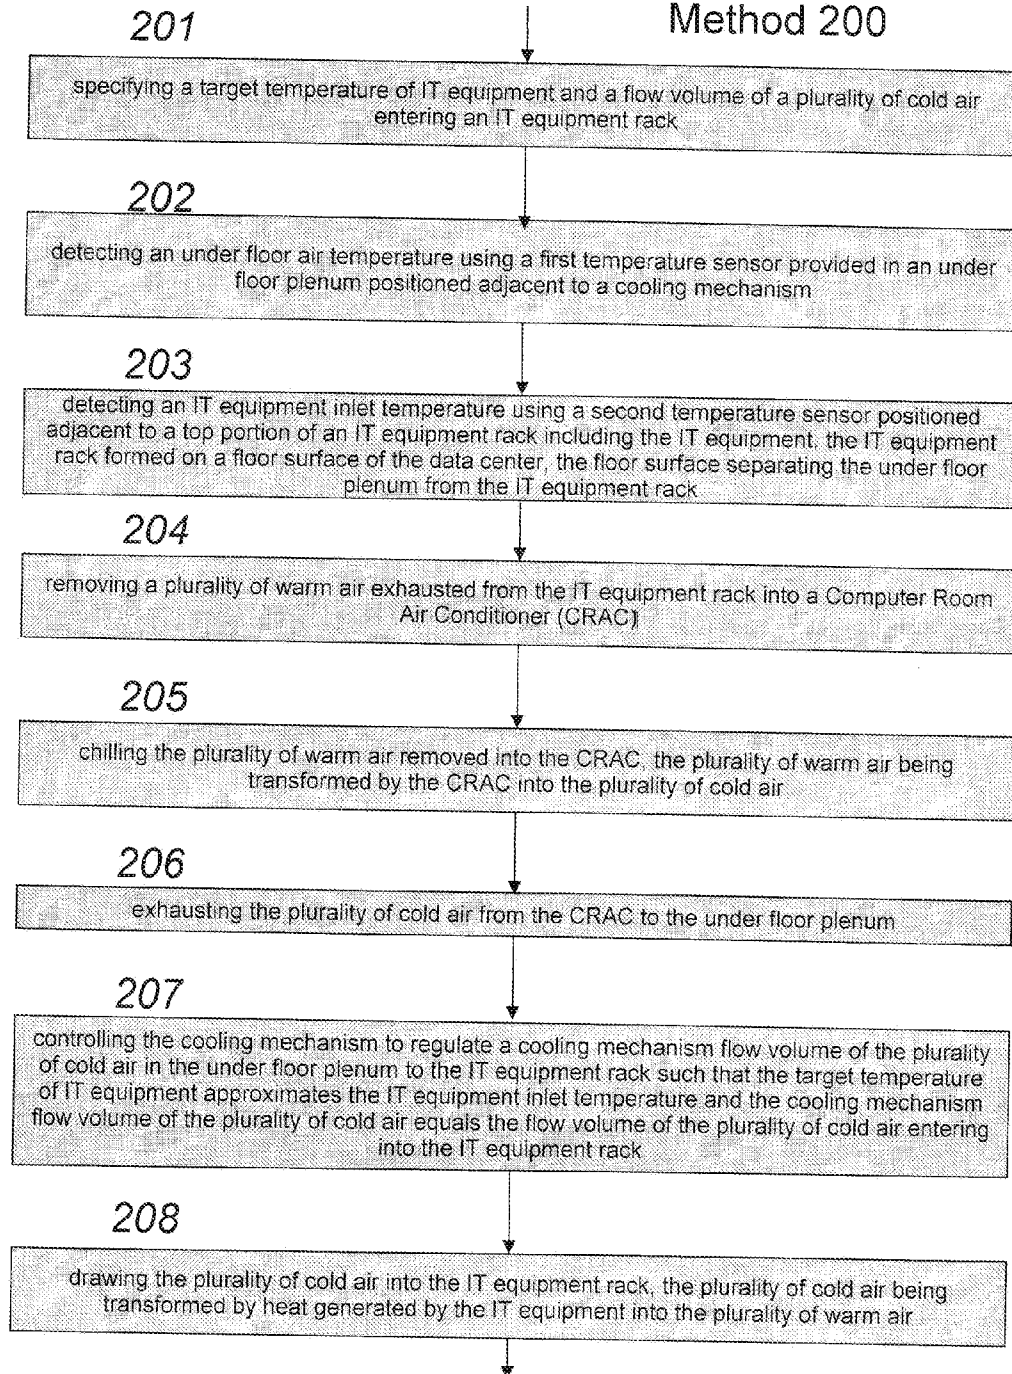 201
Method 200
specifying a target temperature of IT equipment and a flow volume of a plurality of cold air
entering an IT equipment rack
202
detecting an under floor air temperature using a first temperature sensor provided in an under
floor plenum positioned adjacent to a cooling mechanism
203
detecting an IT equipment inlet temperature using a second temperature sensor positioned
adjacent to a top portion of an IT equipment rack including the IT equipment, the IT equipment
rack formed on a floor surface of the data center, the floor surface separating the under floor
plenum from the IT equipment rack
204
removing a plurality of warm air exhausted from the IT equipment rack into a Computer Room
Air Conditioner (CRAC)
205
chilling the plurality of warm air removed into the CRAC, the plurality of warm air being
transformed by the CRAC into the plurality of cold air
206
exhausting the plurality of cold air from the CRAC to the under floor plenum
207
controlling the cooling mechanism to regulate a cooling mechanism flow volume of the plurality
of cold air in the under floor plenum to the IT equipment rack such that the target temperature
of IT equipment approximates the IT equipment inlet temperature and the cooling mechanism
flow volume of the plurality of cold air equals the flow volume of the plurality of cold air entering
into the IT equipment rack
208
drawing the plurality of cold air into the IT equipment rack, the plurality of cold air being
transformed by heat generated by the IT equipment into the plurality of warm air